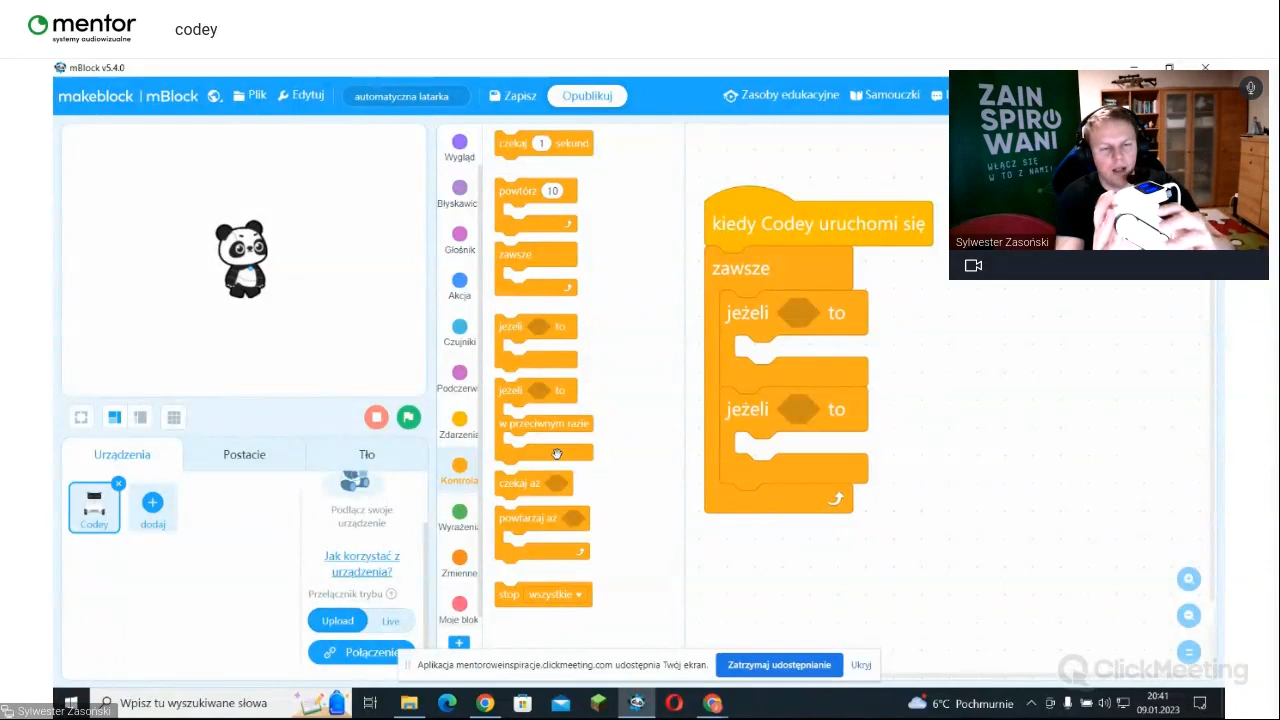 mentor
systemy audiowizualne
codey
mBlock v5.4.0
makeblock | mBlock
Plik
Edytuj
automatyczna latarka
Zapisz
Opublikuj
Zasoby edukacyjne
Samouczki
ZAIN
SPIRO
WANI
WŁĄCZ SIĘ
W TO Z NAMI!
Sylwester Zasoński
Wygląd
Błyskawic
Głośnik
Akcja
Czujniki
Podczerw
Zdarzenia
Kontrola
Wyrażenia
Zmienne
Moje blok
czekaj 1 sekund
powtórz 10
zawsze
jeżeli to
jeżeli to
w przeciwnym razie
czekaj aż
powtarzaj aż
stop wszystkie
kiedy Codey uruchomi się
zawsze
jeżeli to
jeżeli to
Urządzenia
Postacie
Tło
Codey
dodaj
Podłącz swoje
urządzenie
Jak korzystać z
urządzenia?
Przełącznik trybu
Upload
Live
Połączenie
Aplikacja mentoroweinspiracje.clickmeeting.com udostępnia Twój ekran.
Zatrzymaj udostępnianie
Ukryj
ClickMeeting
Wpisz tu wyszukiwane słowa
6°C Pochmurnie
20:41
09.01.2023
Sylwester Zasoński